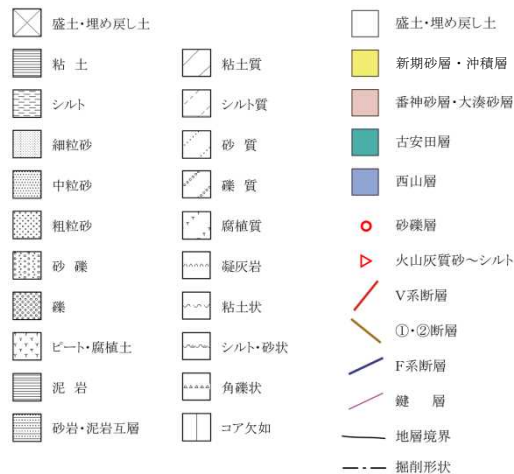 盛土・埋め戻し土
粘 土
シルト
細粒砂
中粒砂
粗粒砂
砂 礫
礫
ピート・腐植土
泥 岩
砂岩・泥岩互層
粘土質
シルト質
砂 質
礫 質
腐植質
凝灰岩
粘土状
シルト・砂状
角礫状
コア欠如
盛土・埋め戻し土
新期砂層・沖積層
番神砂層・大湊砂層
古安田層
西山層
砂礫層
火山灰質砂～シルト
V系断層
①・②断層
F系断層
鍵 層
地層境界
掘削形状